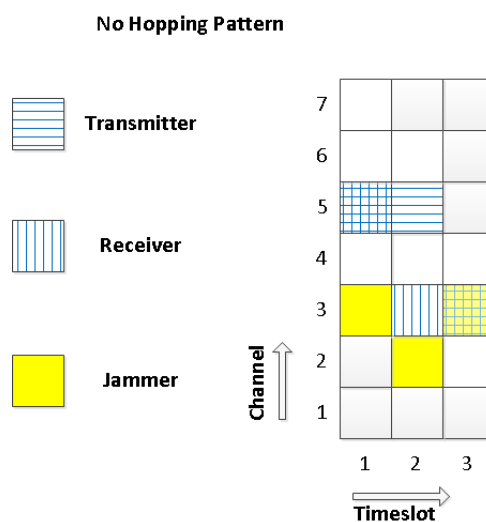 No Hopping Pattern
Transmitter
Receiver
Jammer
Channel
7
6
5
4
3
2
1
1 2 3
Timeslot